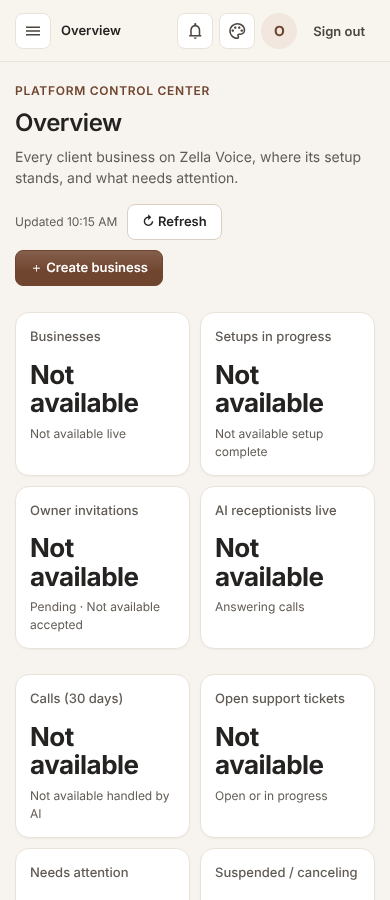 Overview
O
Sign out
PLATFORM CONTROL CENTER
Overview
Every client business on Zella Voice, where its setup
stands, and what needs attention.
Updated 10:15 AM
↻ Refresh
+ Create business
Businesses
Not
available
Not available live
Setups in progress
Not
available
Not available setup
complete
Owner invitations
Not
available
Pending · Not available
accepted
AI receptionists live
Not
available
Answering calls
Calls (30 days)
Not
available
Not available handled by
AI
Open support tickets
Not
available
Open or in progress
Needs attention
Suspended / canceling